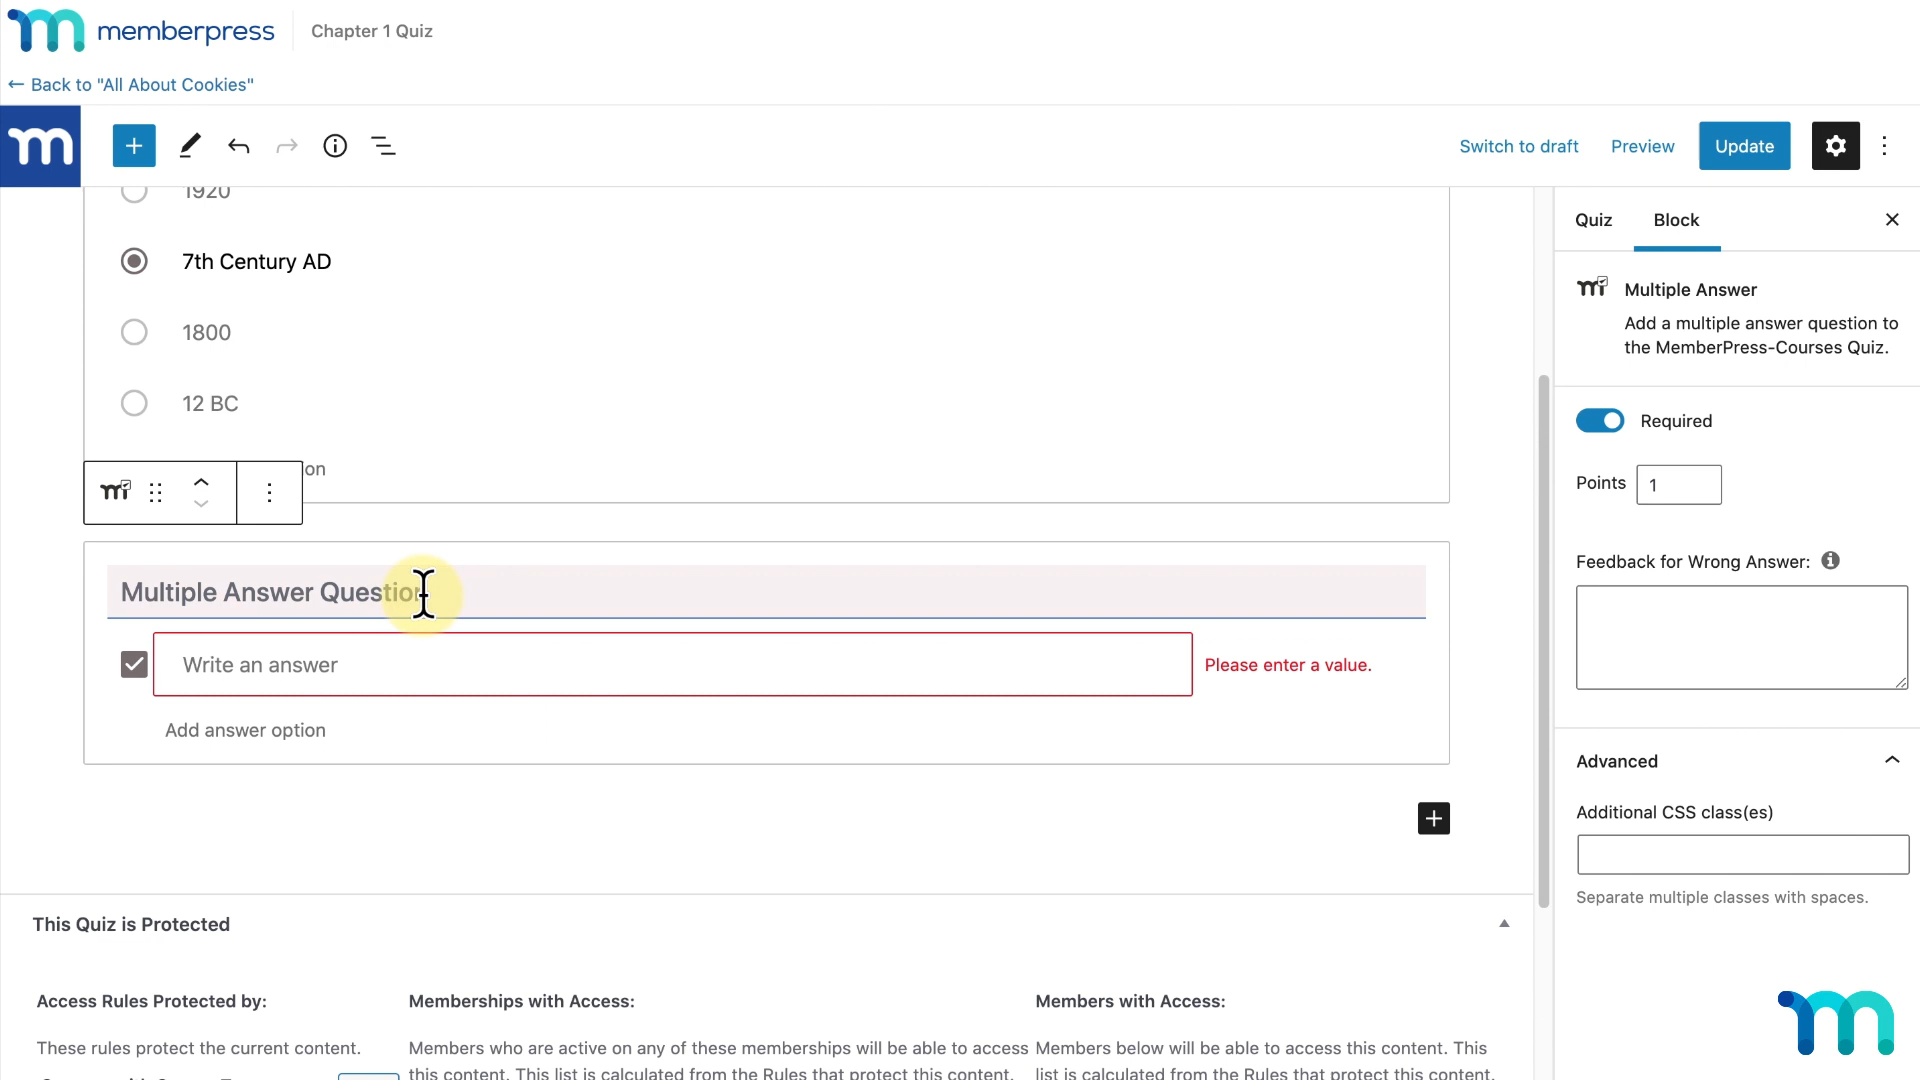 memberpress
Chapter 1 Quiz
← Back to "All About Cookies"
Switch to draft
Preview
Update
1920
7th Century AD
1800
12 BC
on
Multiple Answer Question
Write an answer
Please enter a value.
Add answer option
Quiz
Block
Multiple Answer
Add a multiple answer question to
the MemberPress-Courses Quiz.
Required
Points
1
Feedback for Wrong Answer:
Advanced
Additional CSS class(es)
Separate multiple classes with spaces.
This Quiz is Protected
Access Rules Protected by:
These rules protect the current content.
Memberships with Access:
Members who are active on any of these memberships will be able to access
this content. This list is calculated from the Rules that protect this content.
Members with Access:
Members below will be able to access this content. This
list is calculated from the Rules that protect this content.